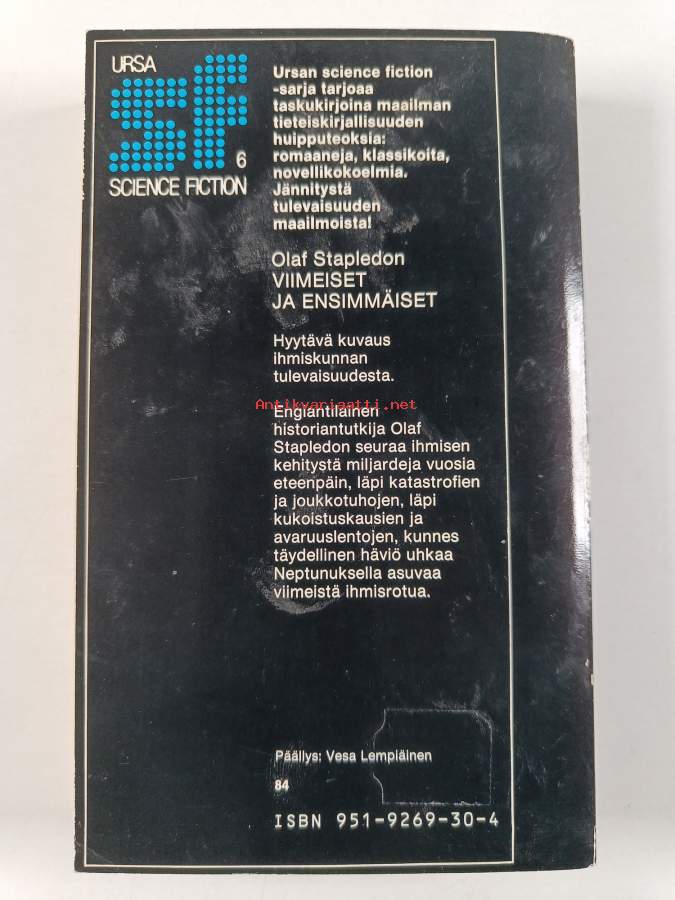 URSA
sf
6
SCIENCE FICTION
Ursan science fiction
-sarja tarjoaa
taskukirjoina maailman
tieteiskirjallisuuden
huipputeoksia:
romaaneja, klassikoita,
novellikokoelmia.
Jännitystä
tulevaisuuden
maailmoista!
Olaf Stapledon
VIIMEISET
JA ENSIMMÄISET
Hyytävä kuvaus
ihmiskunnan
tulevaisuudesta.
Antikvariaatti.net
Englantilainen
historiantutkija Olaf
Stapledon seuraa ihmisen
kehitystä miljardeja vuosia
eteenpäin, läpi katastrofien
ja joukkotuhojen, läpi
kukoistuskausien ja
avaruuslentojen, kunnes
täydellinen häviö uhkaa
Neptunuksella asuvaa
viimeistä ihmisrotua.
Päällys: Vesa Lempiäinen
84
ISBN 951-9269-30-4